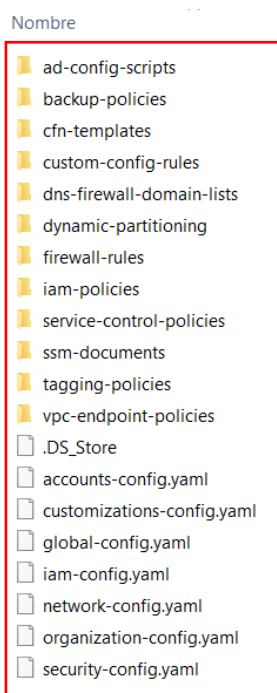 Nombre
ad-config-scripts
backup-policies
cfn-templates
custom-config-rules
dns-firewall-domain-lists
dynamic-partitioning
firewall-rules
iam-policies
service-control-policies
ssm-documents
tagging-policies
vpc-endpoint-policies
.DS_Store
accounts-config.yaml
customizations-config.yaml
global-config.yaml
iam-config.yaml
network-config.yaml
organization-config.yaml
security-config.yaml